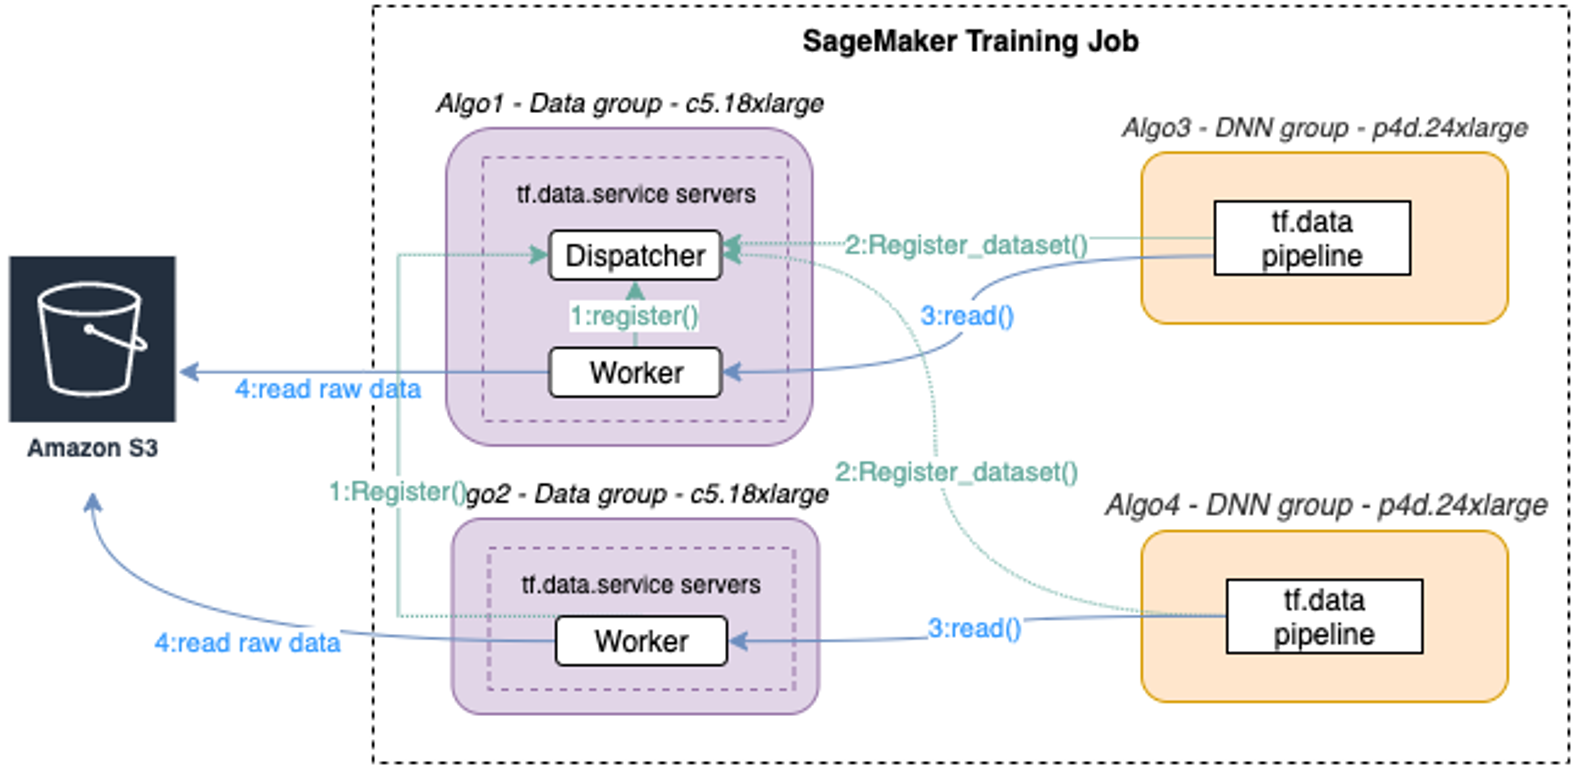 SageMaker Training Job
Algo1 - Data group - c5.18xlarge
Algo3 - DNN group - p4d.24xlarge
tf.data.service servers
tf.data
pipeline
2:Register_dataset()
Dispatcher
1:register()
3:read()
Worker
4:read raw data
Amazon S3
2:Register_dataset()
1:Register()
go2 - Data group - c5.18xlarge
Algo4 - DNN group - p4d.24xlarge
tf.data.service servers
tf.data
pipeline
3:read()
Worker
4:read raw data